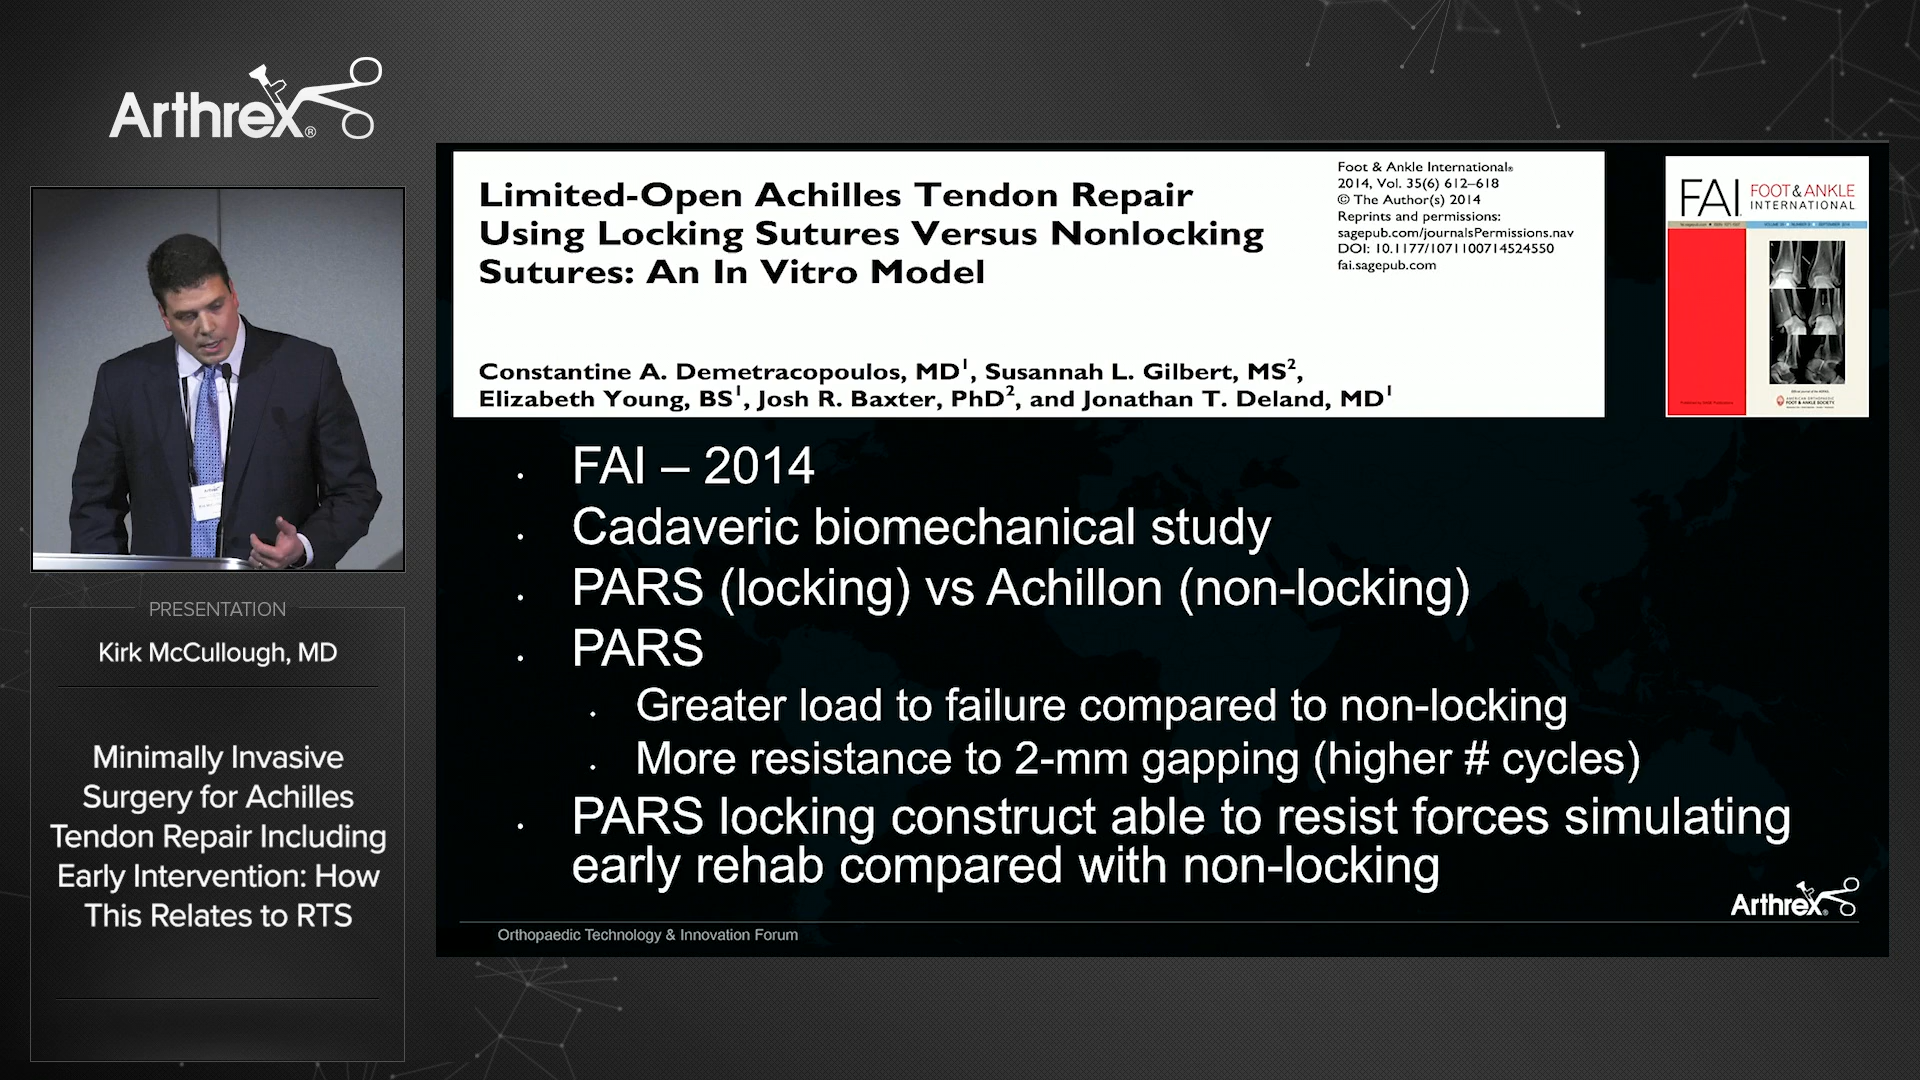 Arthrex®
PRESENTATION
Kirk McCullough, MD
Minimally Invasive
Surgery for Achilles
Tendon Repair Including
Early Intervention: How
This Relates to RTS
Limited-Open Achilles Tendon Repair
Using Locking Sutures Versus Nonlocking
Sutures: An In Vitro Model
Foot & Ankle International®
2014, Vol. 35(6) 612–618
© The Author(s) 2014
Reprints and permissions:
sagepub.com/journalsPermissions.nav
DOI: 10.1177/1071100714524550
fai.sagepub.com
Constantine A. Demetracopoulos, MD¹, Susannah L. Gilbert, MS²,
Elizabeth Young, BS¹, Josh R. Baxter, PhD², and Jonathan T. Deland, MD¹
FAI FOOT & ANKLE
INTERNATIONAL
AMERICAN ORTHOPAEDIC
FOOT & ANKLE SOCIETY
• FAI – 2014
• Cadaveric biomechanical study
• PARS (locking) vs Achillon (non-locking)
• PARS
• Greater load to failure compared to non-locking
• More resistance to 2-mm gapping (higher # cycles)
• PARS locking construct able to resist forces simulating
early rehab compared with non-locking
Arthrex®
Orthopaedic Technology & Innovation Forum